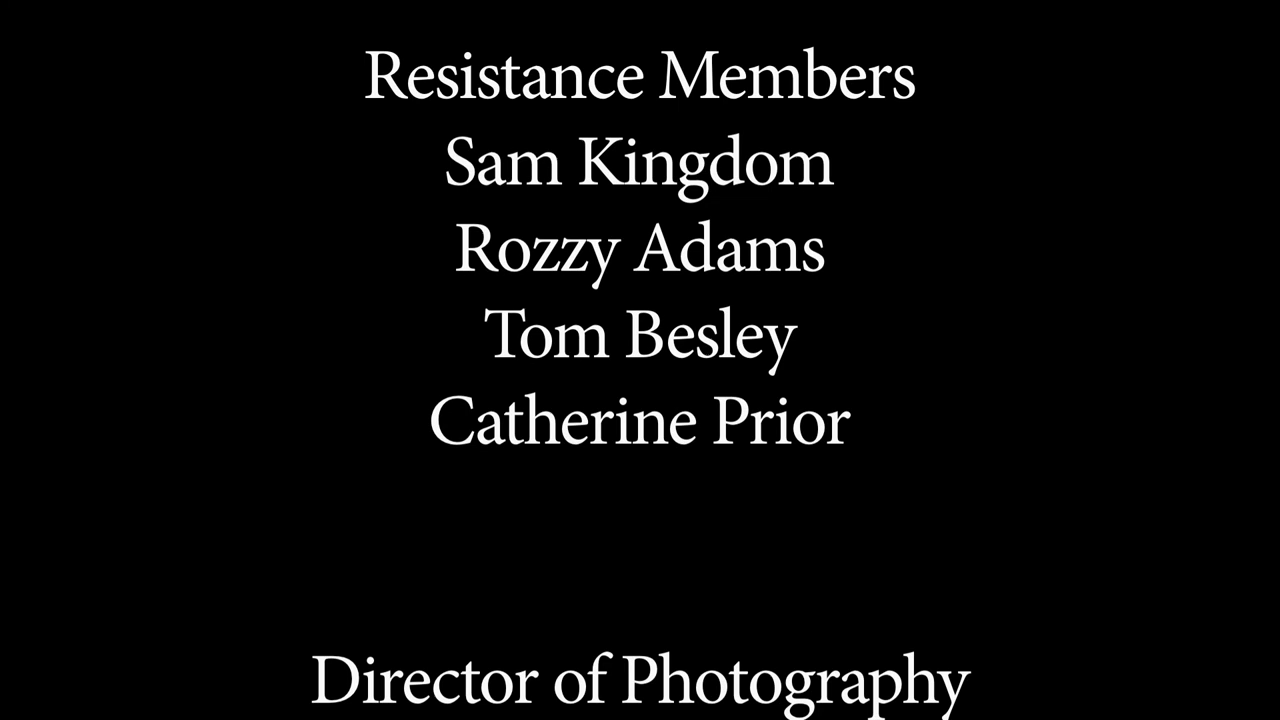 Resistance Members
Sam Kingdom
Rozzy Adams
Tom Besley
Catherine Prior
Director of Photography